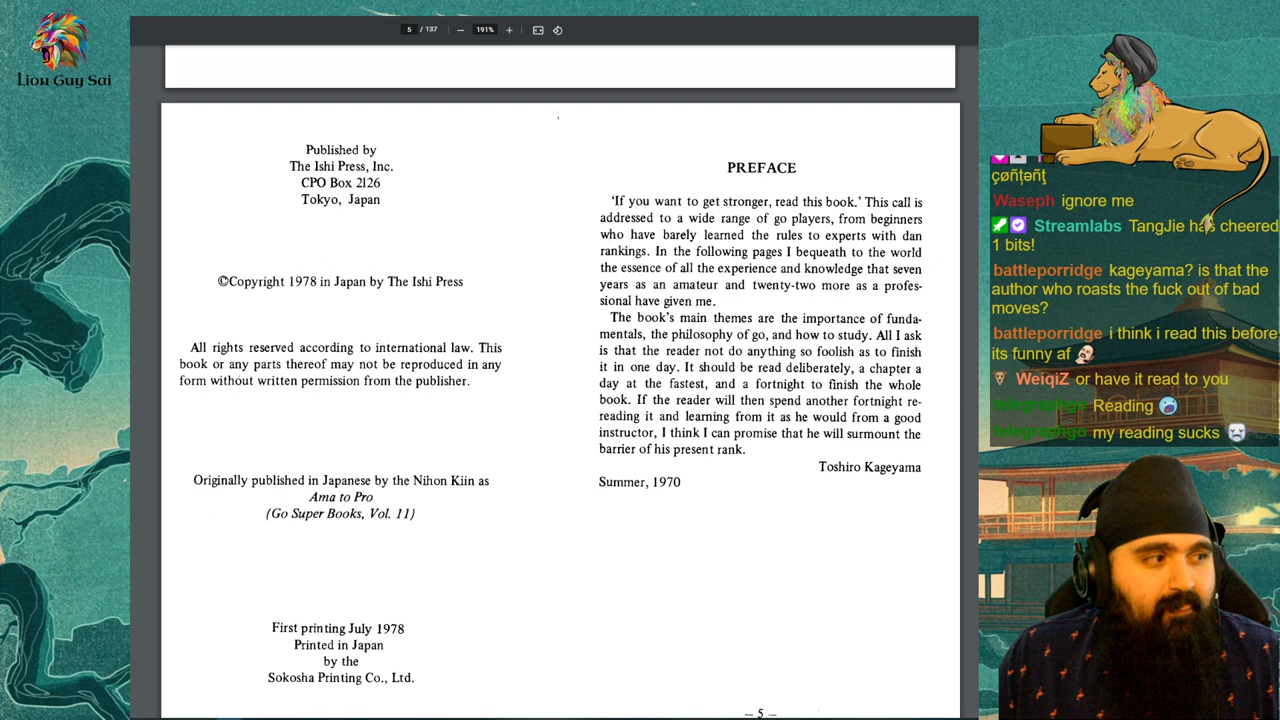 Lion Guy Sai
5 / 137
191%
Published by
The Ishi Press, Inc.
CPO Box 2126
Tokyo, Japan
©Copyright 1978 in Japan by The Ishi Press
All rights reserved according to international law. This
book or any parts thereof may not be reproduced in any
form without written permission from the publisher.
Originally published in Japanese by the Nihon Kiin as
Ama to Pro
(Go Super Books, Vol. 11)
First printing July 1978
Printed in Japan
by the
Sokosha Printing Co., Ltd.
PREFACE
'If you want to get stronger, read this book.' This call is
addressed to a wide range of go players, from beginners
who have barely learned the rules to experts with dan
rankings. In the following pages I bequeath to the world
the essence of all the experience and knowledge that seven
years as an amateur and twenty-two more as a profes-
sional have given me.
The book's main themes are the importance of funda-
mentals, the philosophy of go, and how to study. All I ask
is that the reader not do anything so foolish as to finish
it in one day. It should be read deliberately, a chapter a
day at the fastest, and a fortnight to finish the whole
book. If the reader will then spend another fortnight re-
reading it and learning from it as he would from a good
instructor, I think I can promise that he will surmount the
barrier of his present rank.
Toshiro Kageyama
Summer, 1970
— 5 —
çøñțəñţ
Waseph ignore me
Streamlabs TangJie has cheered
1 bits!
battleporridge kageyama? is that the
author who roasts the fuck out of bad
moves?
battleporridge i think i read this before
its funny af
WeiqiZ or have it read to you
telegraphgo Reading
telegraphgo my reading sucks